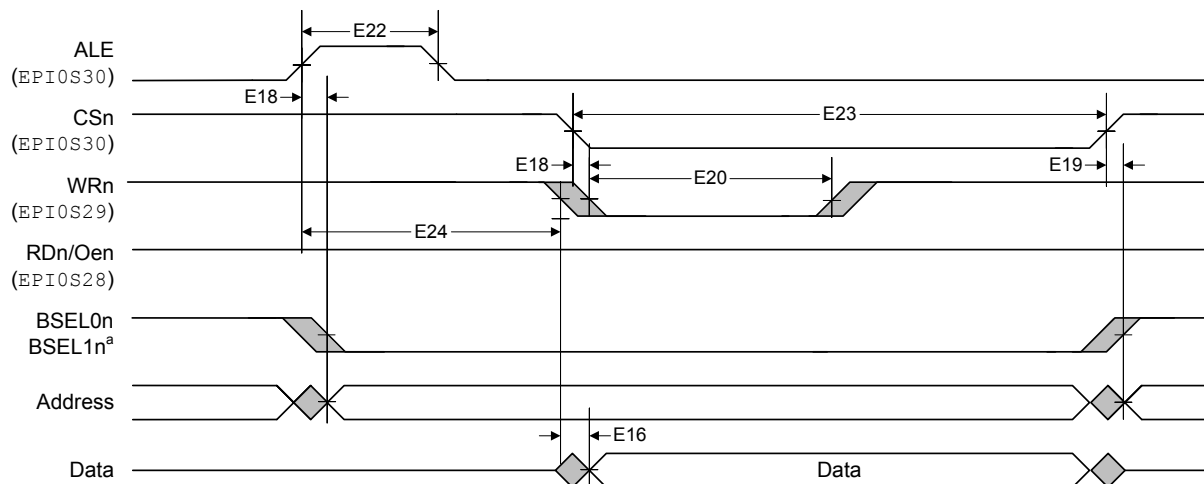 E22
ALE
(EPI0S30)
E18
CSn
E23
(EPI0S30)
E18
E19
WRn
E20
(EPI0S29)
E24
RDn/Oen
(EPI0S28)
BSEL0n
BSEL1nª
Address
E16
Data
Data